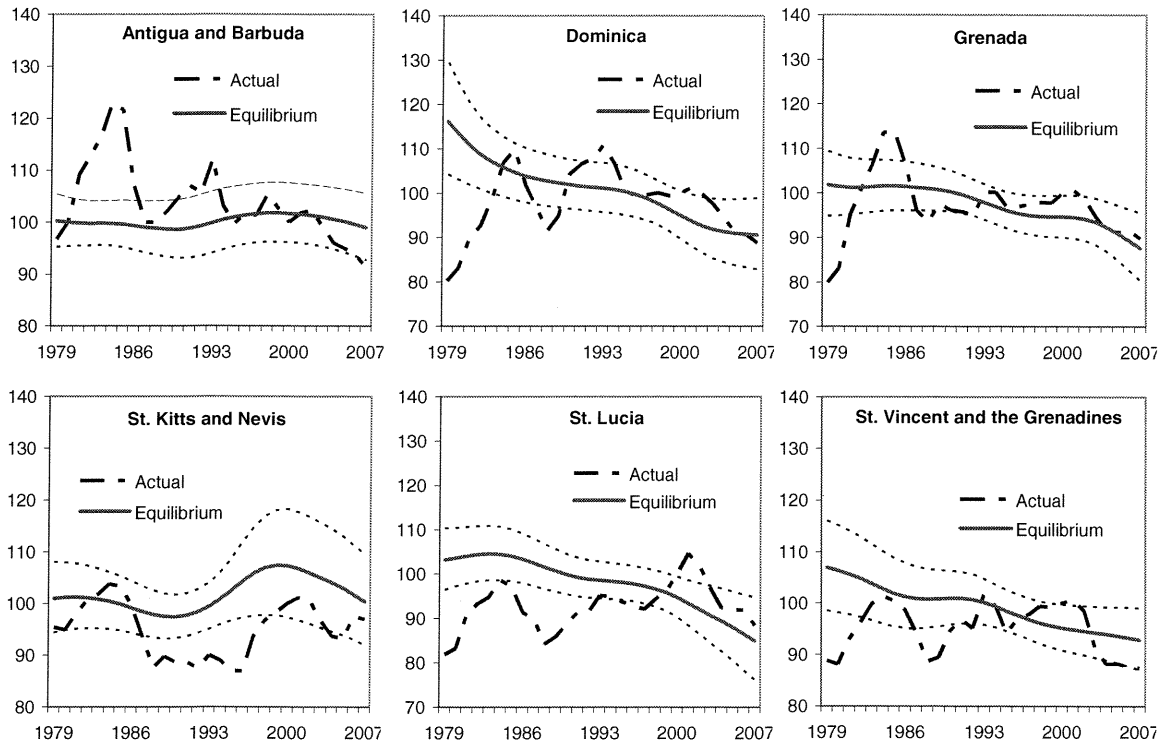 Antigua and Barbuda
Actual
Equilibrium
140
130
120
110
100
90
80
1979 1986 1993 2000 2007
Dominica
Actual
Equilibrium
140
130
120
110
100
90
80
70
1979 1986 1993 2000 2007
Grenada
Actual
Equilibrium
140
130
120
110
100
90
80
70
1979 1986 1993 2000 2007
St. Kitts and Nevis
Actual
Equilibrium
140
130
120
110
100
90
80
1979 1986 1993 2000 2007
St. Lucia
Actual
Equilibrium
140
130
120
110
100
90
80
70
1979 1986 1993 2000 2007
St. Vincent and the Grenadines
Actual
Equilibrium
140
130
120
110
100
90
80
1979 1986 1993 2000 2007